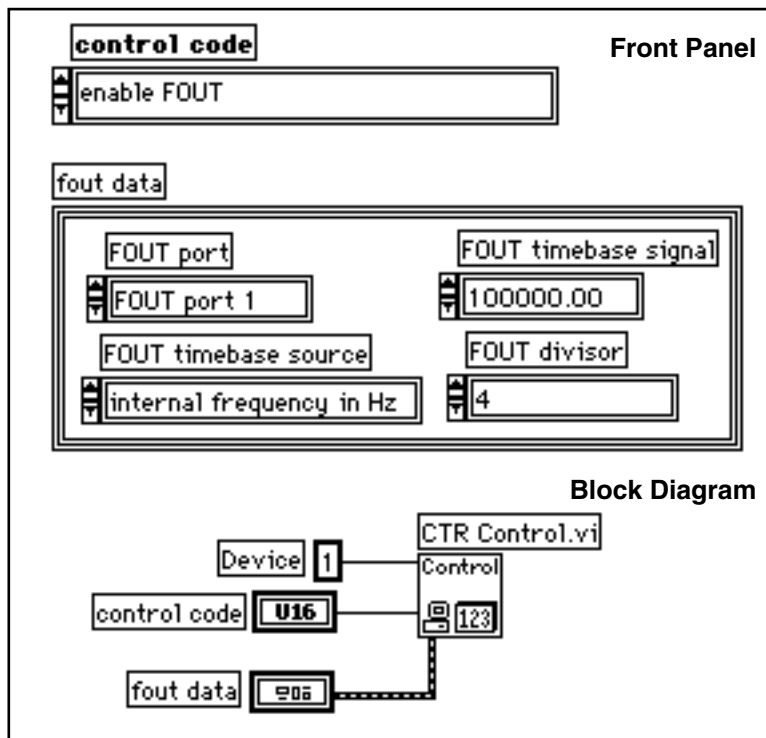 control code
Front Panel
enable FOUT
fout data
FOUT port
FOUT timebase signal
FOUT port 1
100000.00
FOUT timebase source
FOUT divisor
internal frequency in Hz
4
Block Diagram
CTR Control.vi
Device 1
Control
control code U16
123
fout data